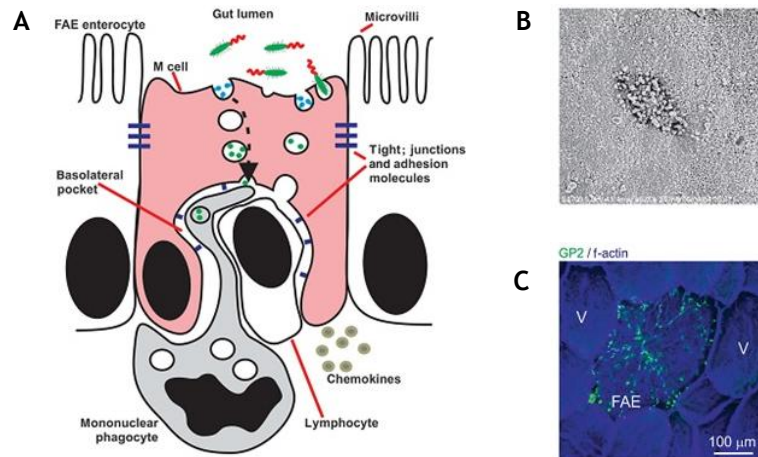 A
Gut lumen
Microvilli
FAE enterocyte
M cell
Tight; junctions
and adhesion
molecules
Basolateral
pocket
Chemokines
Mononuclear
phagocyte
Lymphocyte
B
C
GP2 / f-actin
V
V
FAE
100 μm